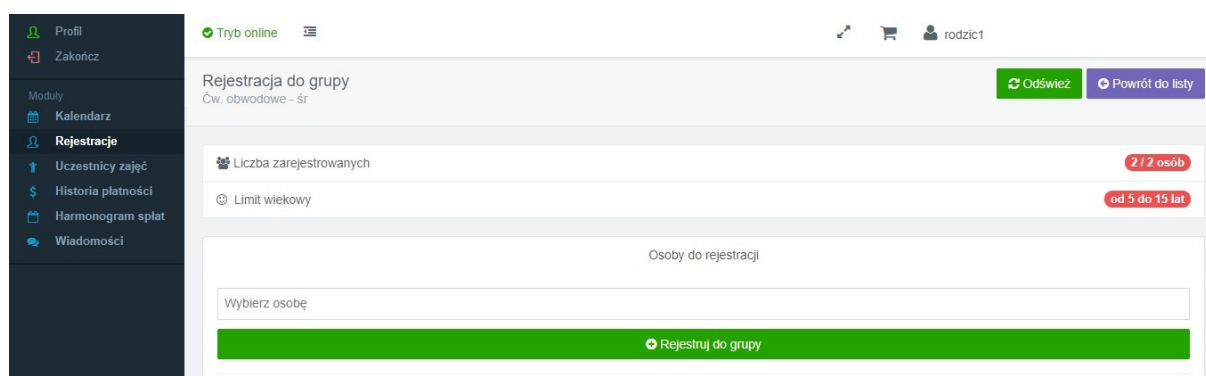 Profil
Zakończ
Moduły
Kalendarz
Rejestracje
Uczestnicy zajęć
Historia płatności
Harmonogram spłat
Wiadomości
Tryb online
rodzic1
Rejestracja do grupy
Ćw. obwodowe - śr
Odśwież
Powrót do listy
Liczba zarejestrowanych
2 / 2 osób
Limit wiekowy
od 5 do 15 lat
Osoby do rejestracji
Wybierz osobę
Rejestruj do grupy